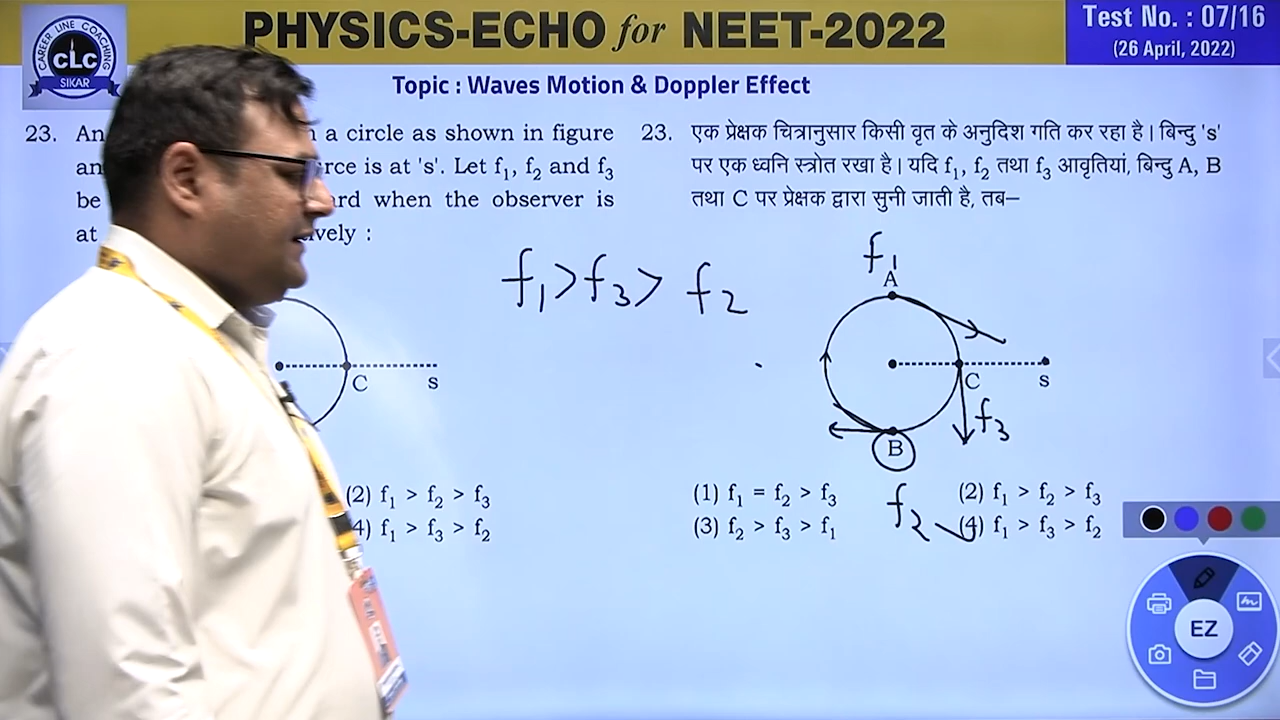 PHYSICS-ECHO for NEET-2022
Test No. : 07/16
(26 April, 2022)
CAREER LINE COACHING
CLC
SIKAR
Topic : Waves Motion & Doppler Effect
23. An a circle as shown in figure
an rce is at 's'. Let f₁, f₂ and f₃
be ard when the observer is
at ively :
C s
(2) f₁ > f₂ > f₃
4) f₁ > f₃ > f₂
23. एक प्रेक्षक चित्रानुसार किसी वृत के अनुदिश गति कर रहा है। बिन्दु 's'
पर एक ध्वनि स्त्रोत रखा है। यदि f₁, f₂ तथा f₃ आवृतियां, बिन्दु A, B
तथा C पर प्रेक्षक द्वारा सुनी जाती है, तब–
f₁>f₃> f₂
f₁
A
C s
f₃
B
f₂
(1) f₁ = f₂ > f₃ (2) f₁ > f₂ > f₃
(3) f₂ > f₃ > f₁ (4) f₁ > f₃ > f₂
EZ